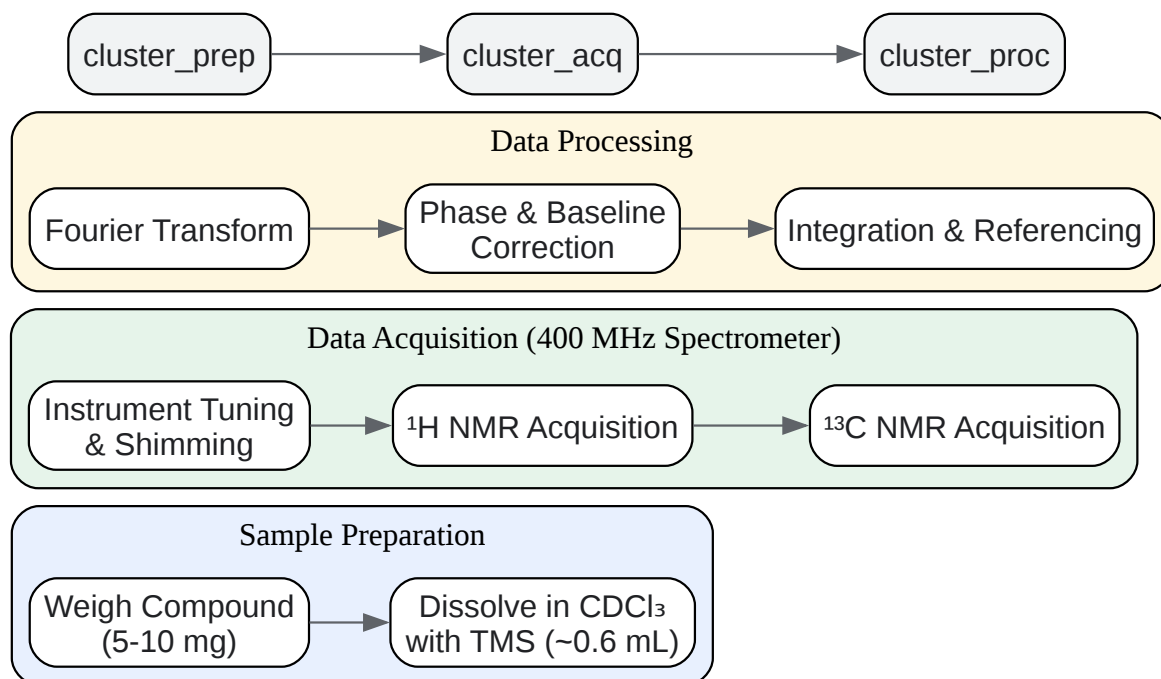 cluster_prep
cluster_acq
cluster_proc
Data Processing
Fourier Transform
Phase & Baseline
Correction
Integration & Referencing
Data Acquisition (400 MHz Spectrometer)
Instrument Tuning
& Shimming
¹H NMR Acquisition
¹³C NMR Acquisition
Sample Preparation
Weigh Compound
(5-10 mg)
Dissolve in CDCl₃
with TMS (~0.6 mL)